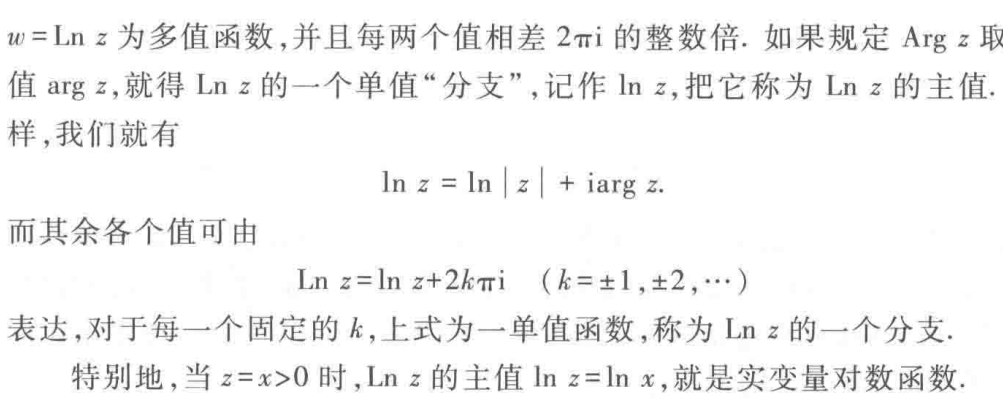 w=Ln z 为多值函数,并且每两个值相差 2πi 的整数倍. 如果规定 Arg z 取
值 arg z,就得 Ln z 的一个单值“分支”,记作 ln z,把它称为 Ln z 的主值.
样,我们就有
ln z = ln |z| + iarg z.
而其余各个值可由
Ln z=ln z+2kπi (k=±1,±2,…)
表达,对于每一个固定的 k,上式为一单值函数,称为 Ln z 的一个分支.
特别地,当 z=x>0 时,Ln z 的主值 ln z=ln x,就是实变量对数函数.